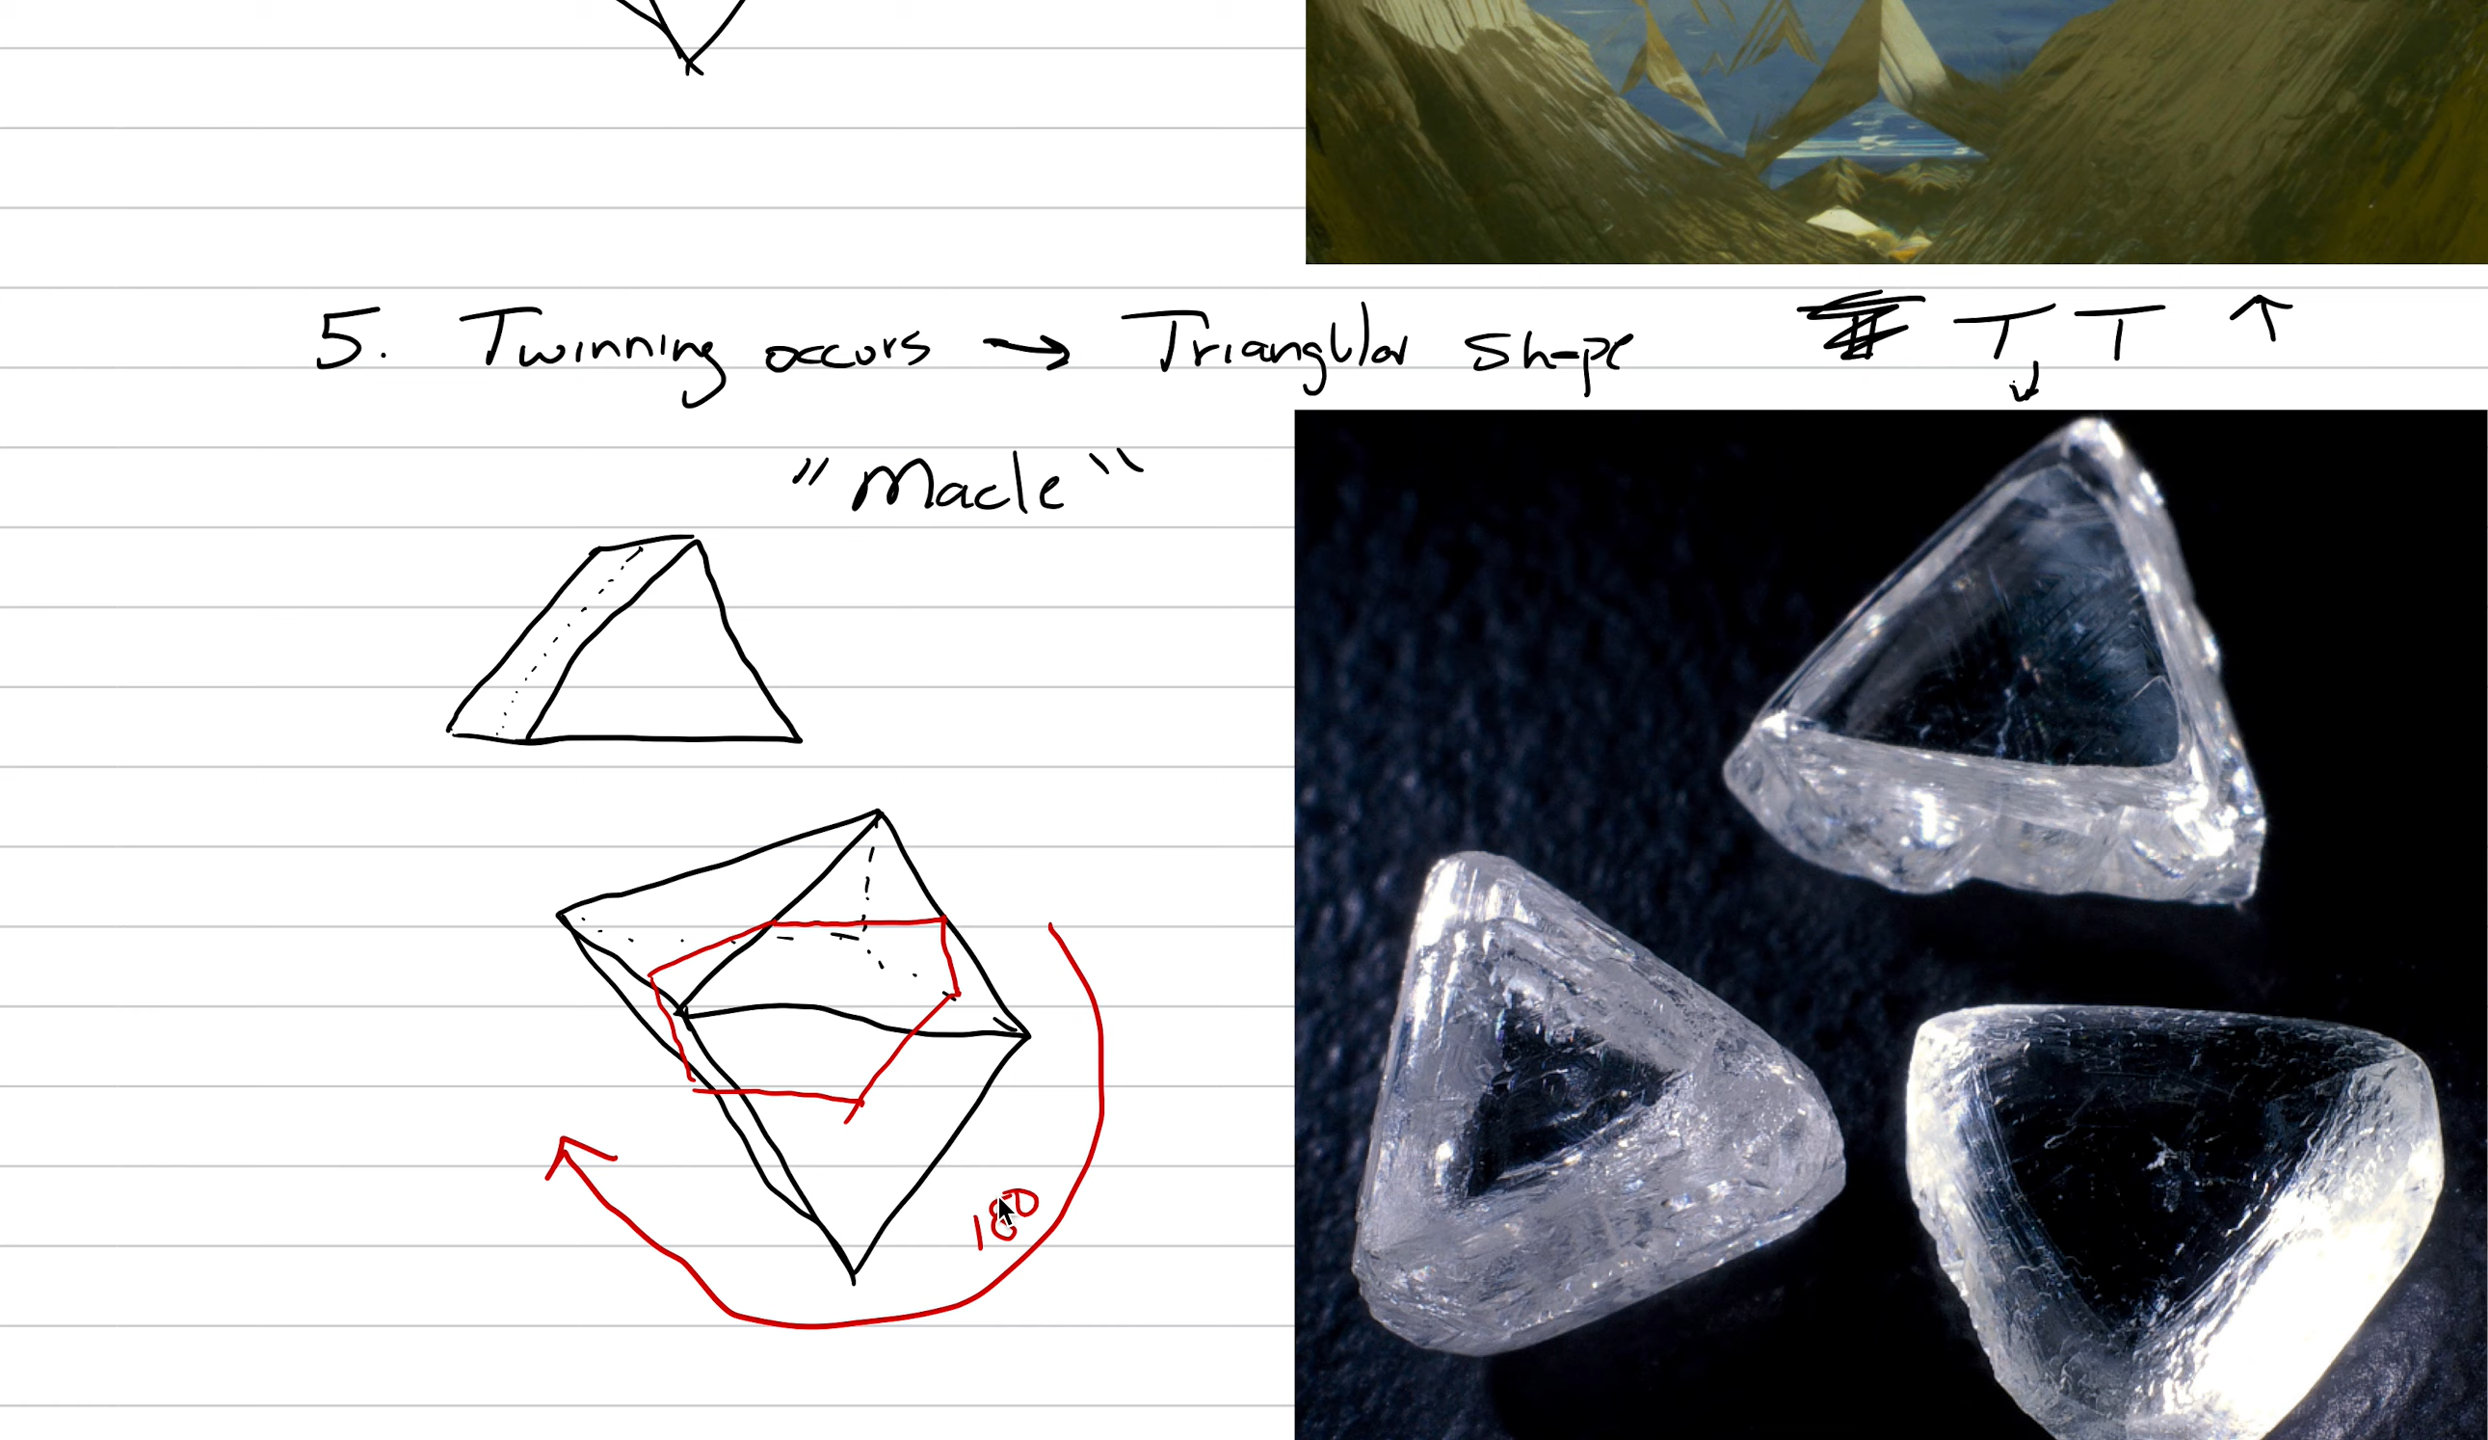 5. Twinning occurs → Triangular shape T T ↑
↓
"Macle"
180